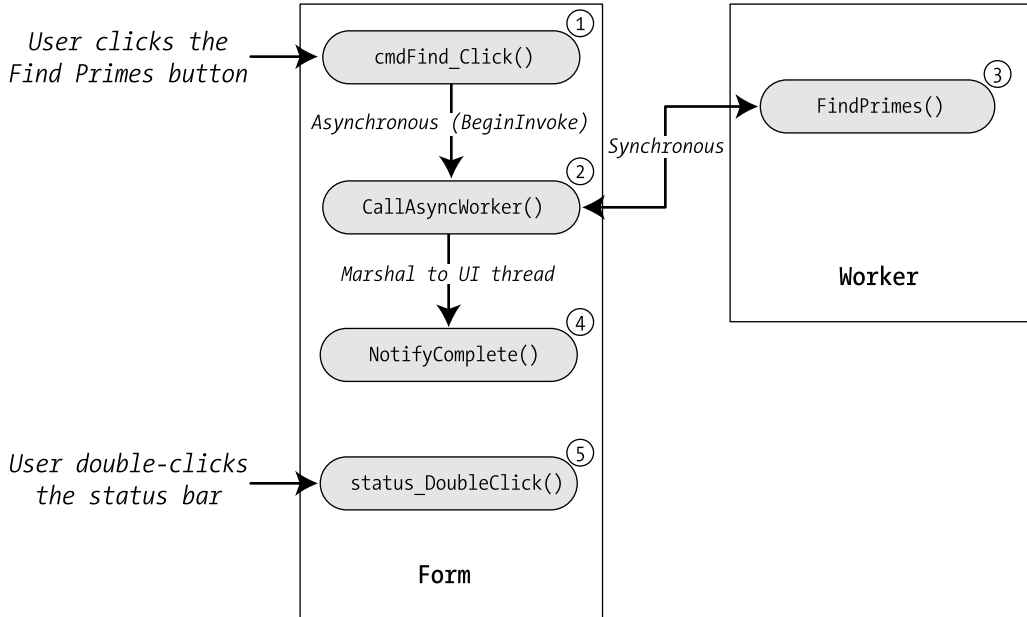 User clicks the
Find Primes button
1
cmdFind_Click()
Asynchronous (BeginInvoke)
2
CallAsyncWorker()
Synchronous
3
FindPrimes()
Worker
Marshal to UI thread
4
NotifyComplete()
User double-clicks
the status bar
5
status_DoubleClick()
Form